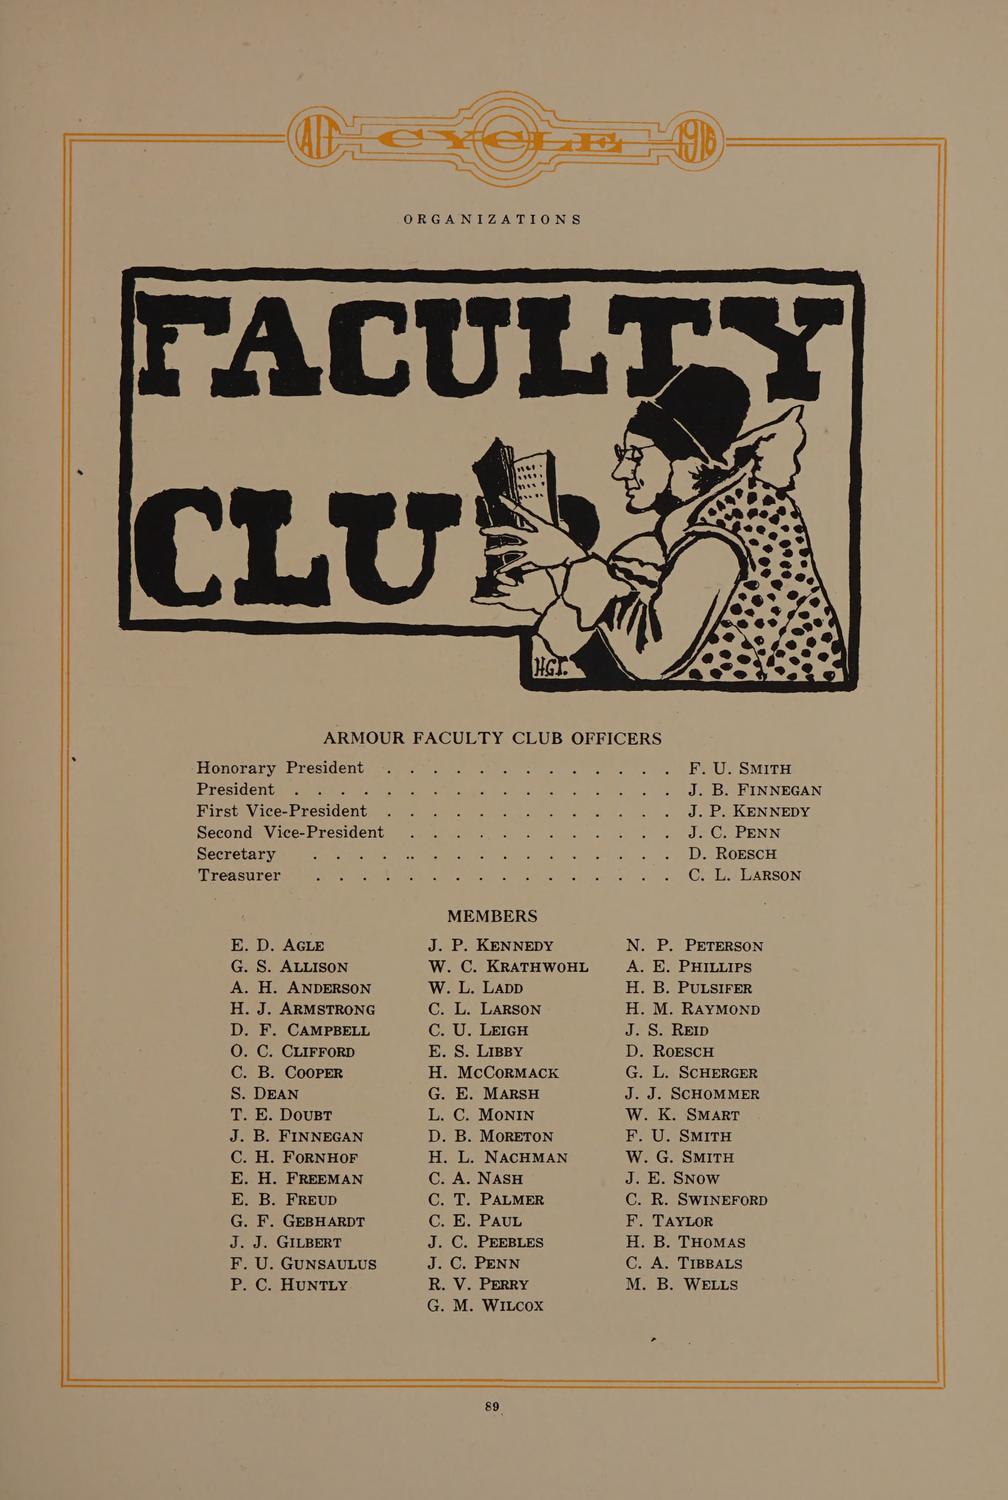 AIT CYCLE 1916
ORGANIZATIONS
FACULTY
CLUB
HGT.
ARMOUR FACULTY CLUB OFFICERS
Honorary President . . . . . . . . . . . . . F. U. SMITH
President . . . . . . . . . . . . . . . . . J. B. FINNEGAN
First Vice-President . . . . . . . . . . . . . J. P. KENNEDY
Second Vice-President . . . . . . . . . . . . J. C. PENN
Secretary . . . . . . . . . . . . . . . . D. ROESCH
Treasurer . . . . . . . . . . . . . . . . C. L. LARSON
MEMBERS
E. D. AGLE
G. S. ALLISON
A. H. ANDERSON
H. J. ARMSTRONG
D. F. CAMPBELL
O. C. CLIFFORD
C. B. COOPER
S. DEAN
T. E. DOUBT
J. B. FINNEGAN
C. H. FORNHOF
E. H. FREEMAN
E. B. FREUD
G. F. GEBHARDT
J. J. GILBERT
F. U. GUNSAULUS
P. C. HUNTLY
J. P. KENNEDY
W. C. KRATHWOHL
W. L. LADD
C. L. LARSON
C. U. LEIGH
E. S. LIBBY
H. MCCORMACK
G. E. MARSH
L. C. MONIN
D. B. MORETON
H. L. NACHMAN
C. A. NASH
C. T. PALMER
C. E. PAUL
J. C. PEEBLES
J. C. PENN
R. V. PERRY
G. M. WILCOX
N. P. PETERSON
A. E. PHILLIPS
H. B. PULSIFER
H. M. RAYMOND
J. S. REID
D. ROESCH
G. L. SCHERGER
J. J. SCHOMMER
W. K. SMART
F. U. SMITH
W. G. SMITH
J. E. SNOW
C. R. SWINEFORD
F. TAYLOR
H. B. THOMAS
C. A. TIBBALS
M. B. WELLS
89